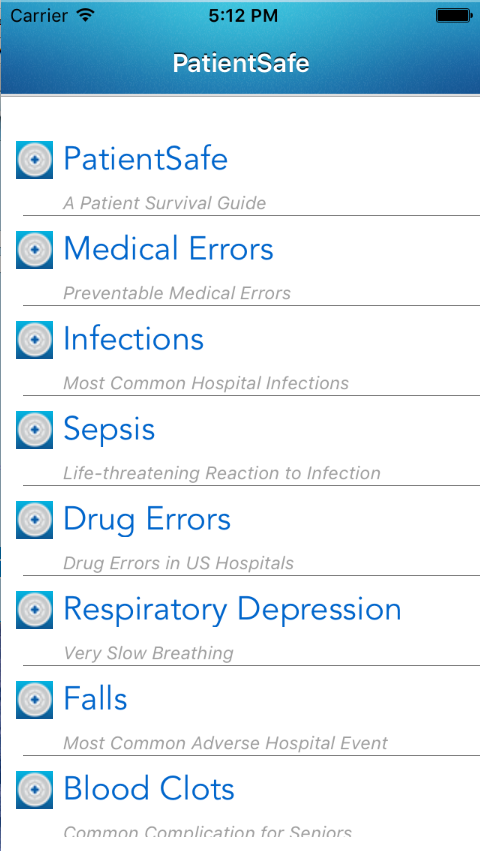 Carrier 5:12 PM
PatientSafe
PatientSafe
A Patient Survival Guide
Medical Errors
Preventable Medical Errors
Infections
Most Common Hospital Infections
Sepsis
Life-threatening Reaction to Infection
Drug Errors
Drug Errors in US Hospitals
Respiratory Depression
Very Slow Breathing
Falls
Most Common Adverse Hospital Event
Blood Clots
Common Complication for Seniors